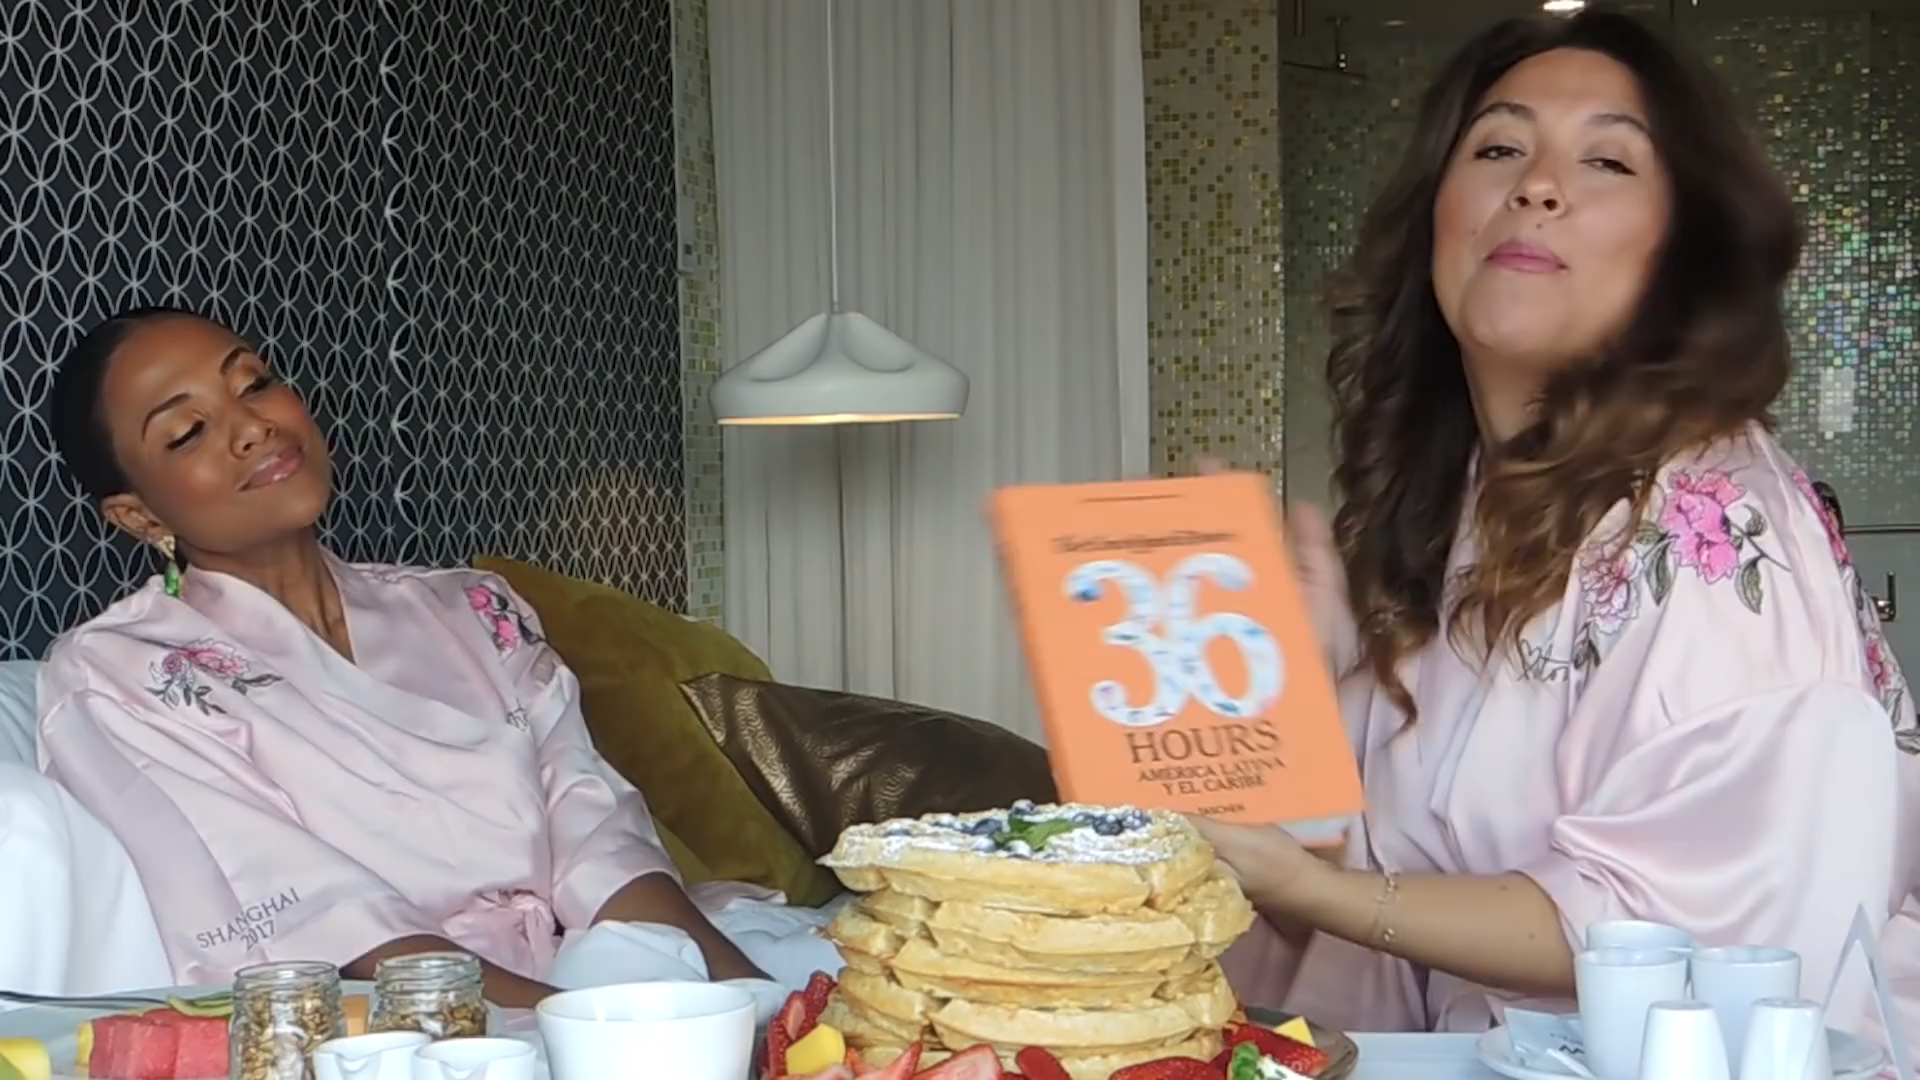 36
HOURS
AMÉRICA LATINA
Y EL CARIBE
TASCHEN
SHANGHAI
2017